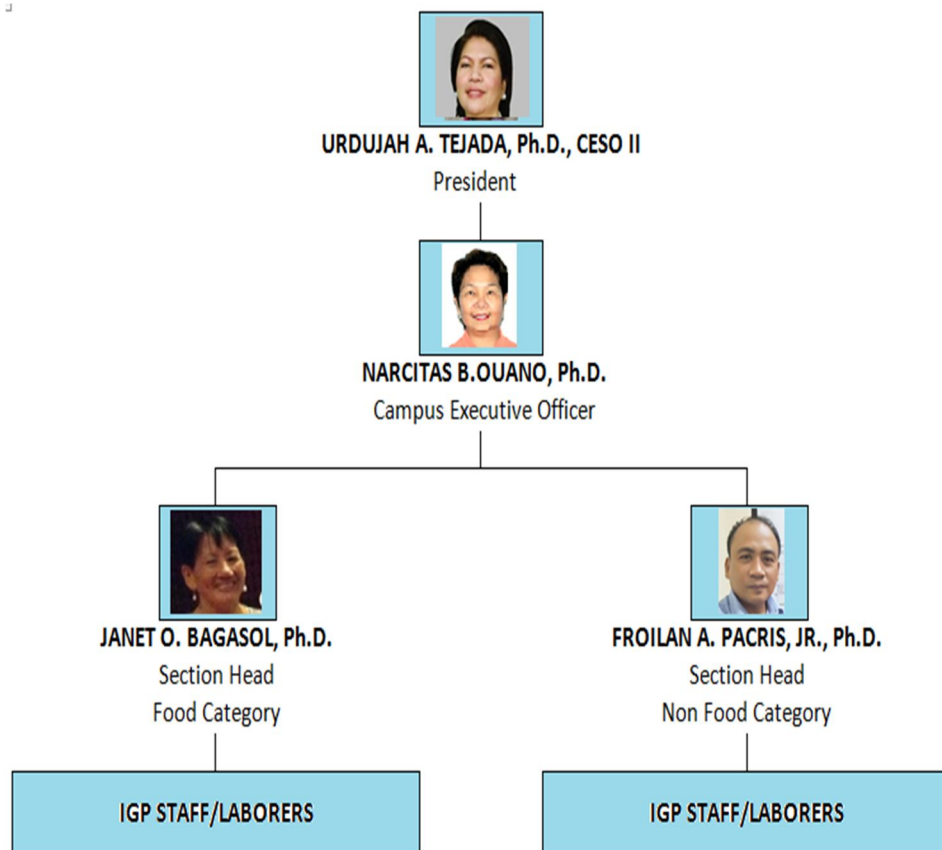 URDUJAH A. TEJADA, Ph.D., CESO II
President
NARCITAS B.OUANO, Ph.D.
Campus Executive Officer
JANET O. BAGASOL, Ph.D.
Section Head
Food Category
FROILAN A. PACRIS, JR., Ph.D.
Section Head
Non Food Category
IGP STAFF/LABORERS
IGP STAFF/LABORERS